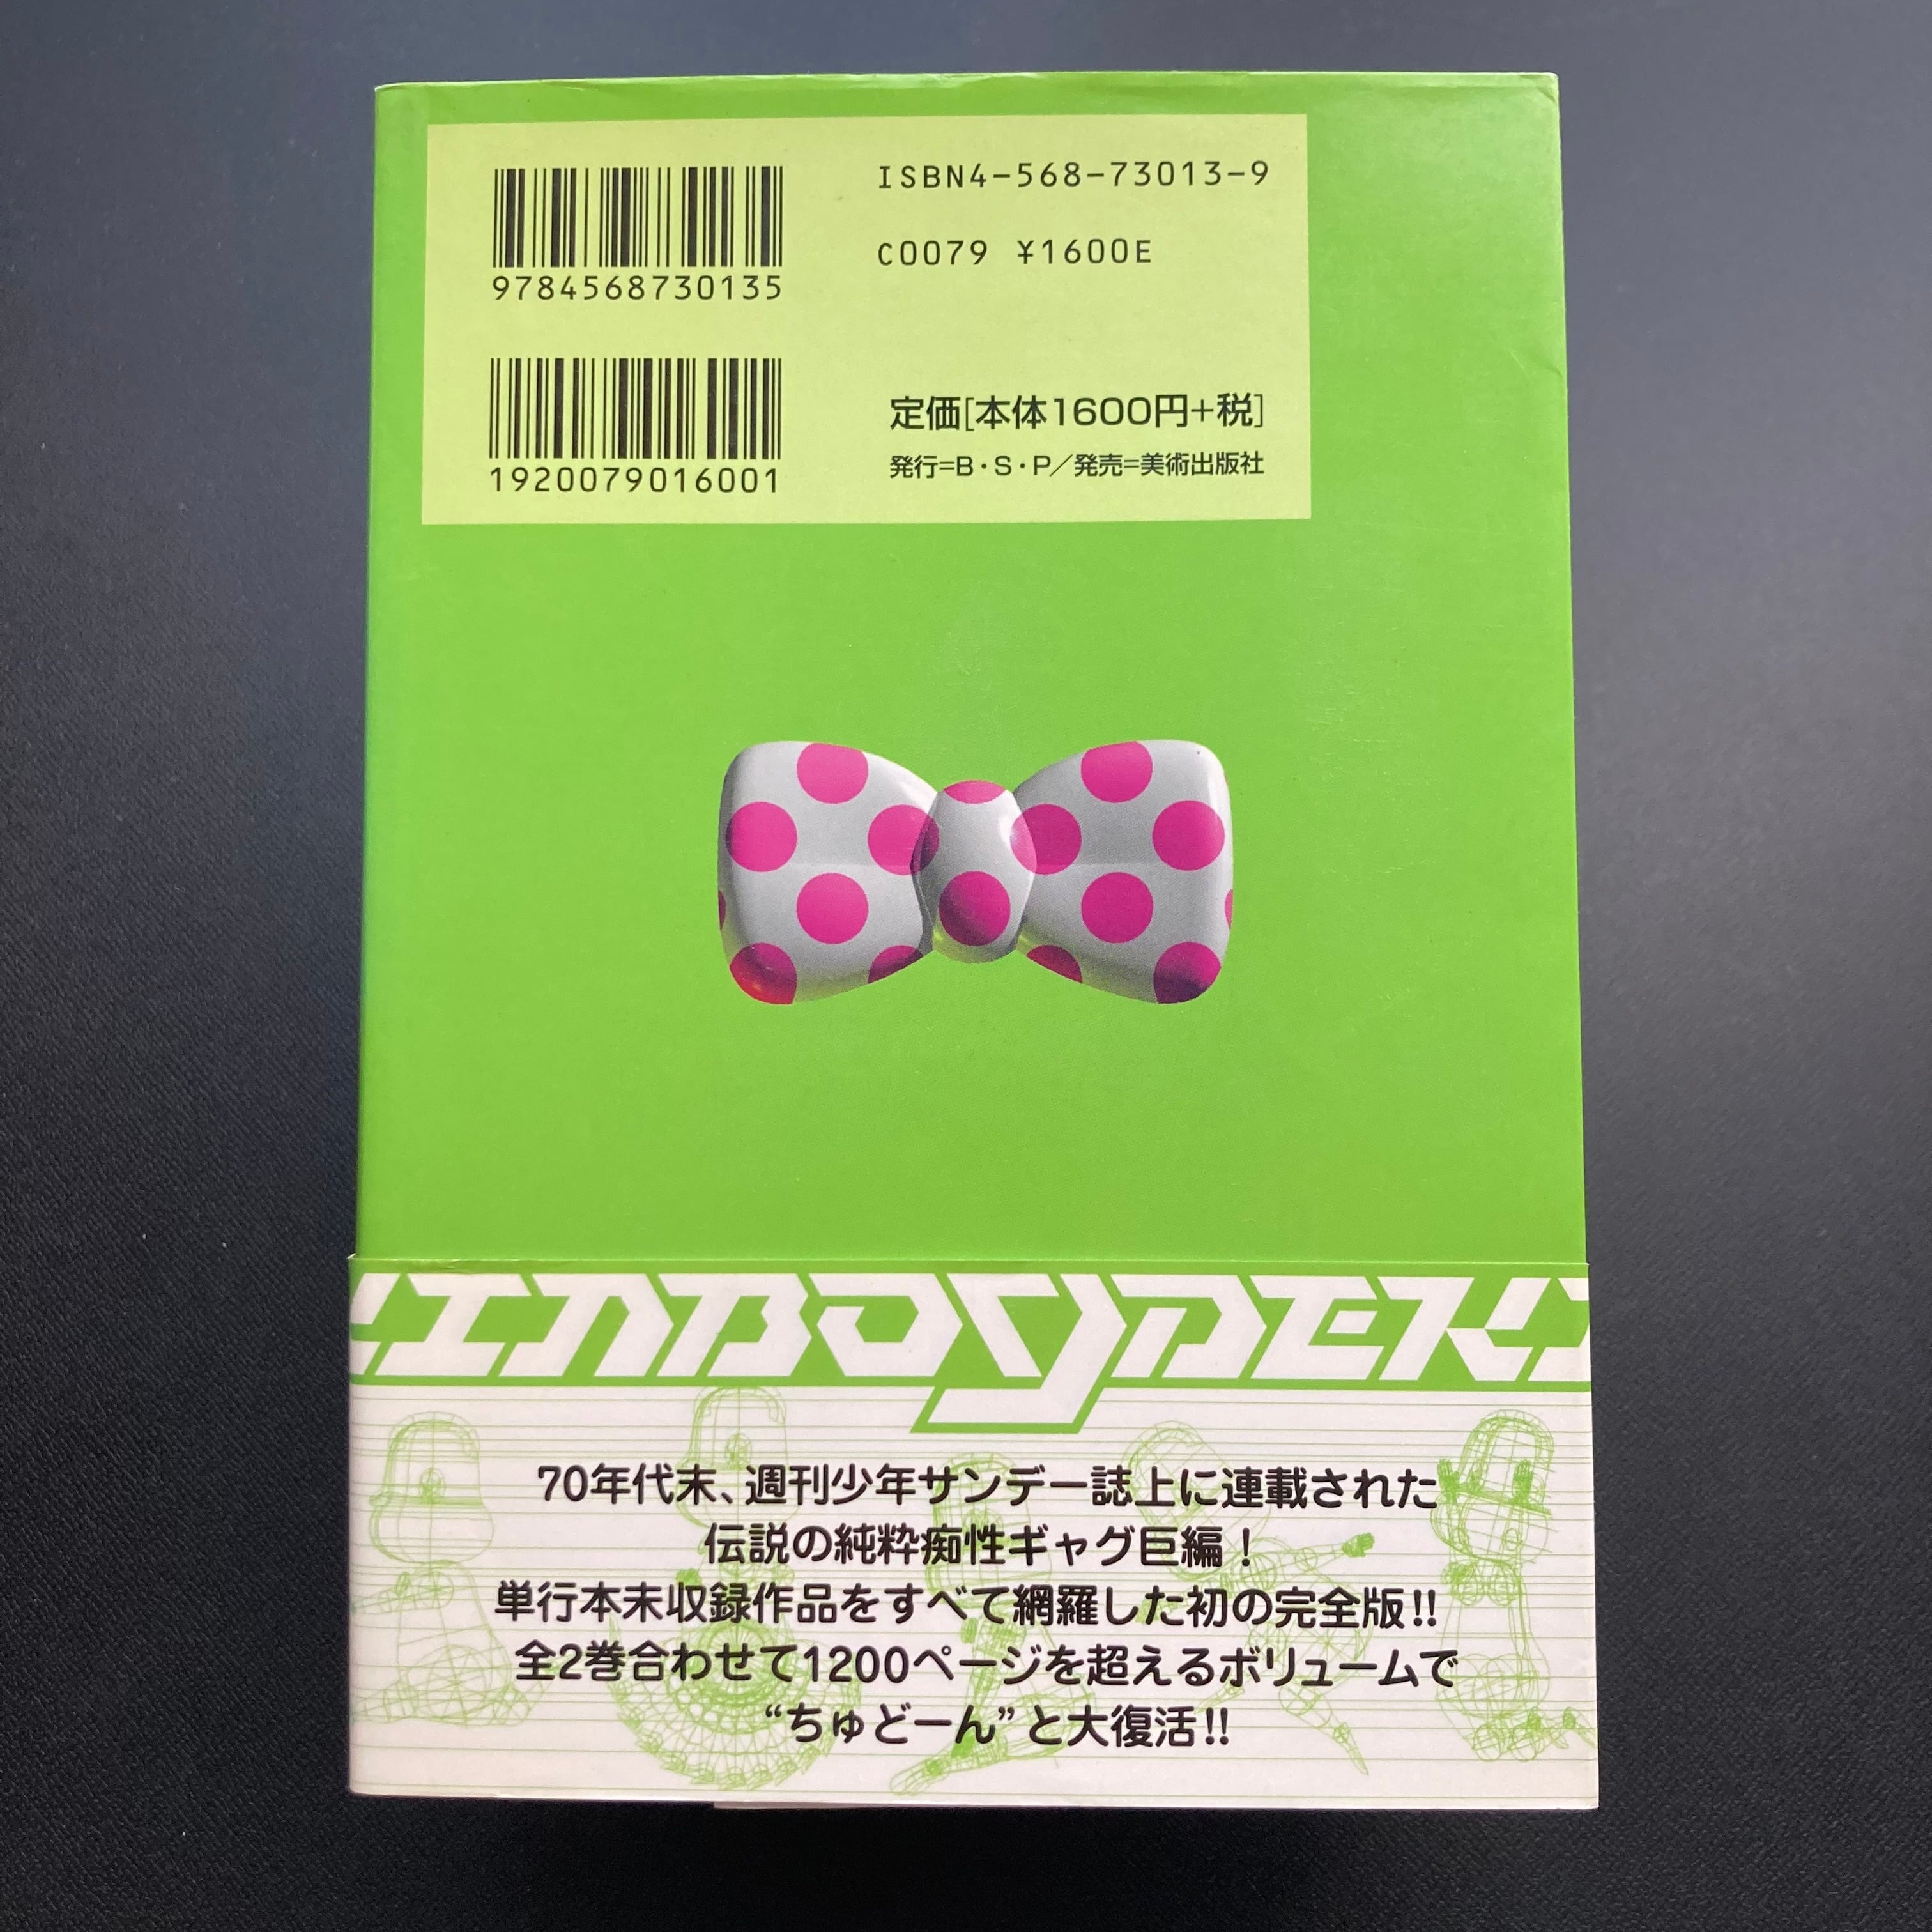 ISBN4-568-73013-9
9784568730135
C0079 ¥1600E
1920079016001
定価[本体1600円+税]
発行=B・S・P/発売=美術出版社
70年代末、週刊少年サンデー誌上に連載された
伝説の純粋痴性ギャグ巨編!
単行本未収録作品をすべて網羅した初の完全版!!
全2巻合わせて1200ページを超えるボリュームで
“ちゅどーん”と大復活!!